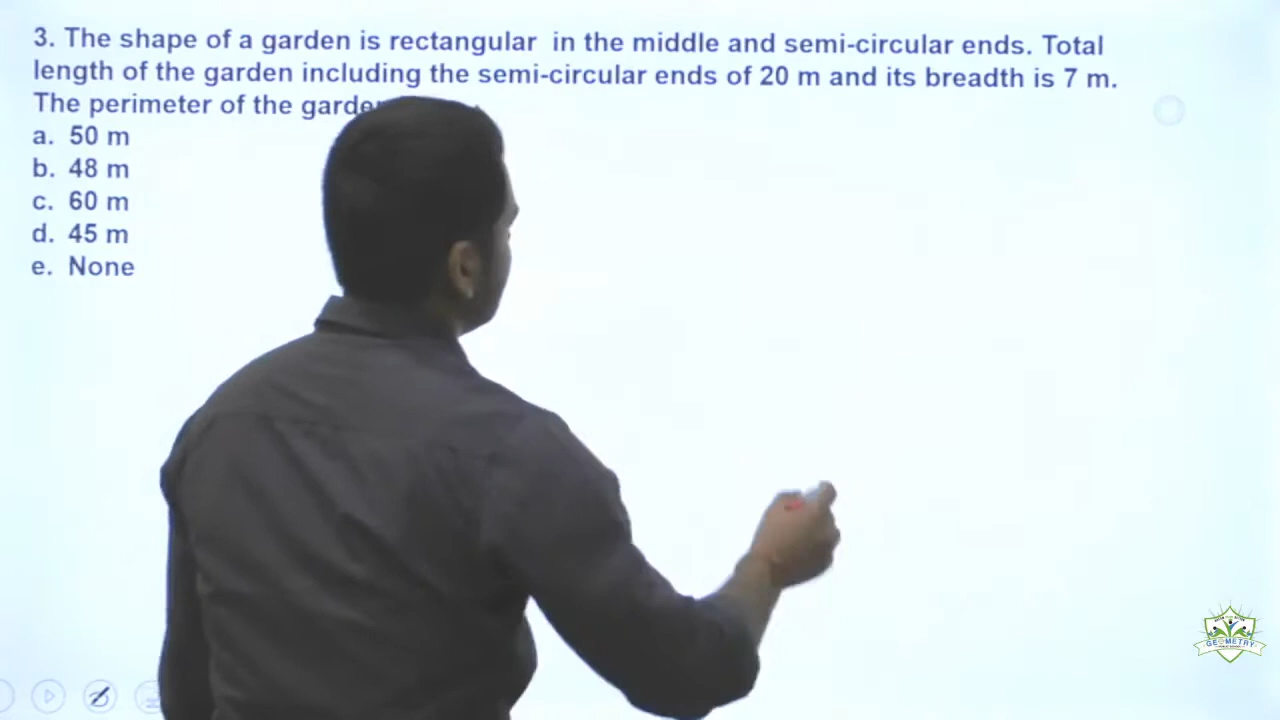 3. The shape of a garden is rectangular in the middle and semi-circular ends. Total
length of the garden including the semi-circular ends of 20 m and its breadth is 7 m.
The perimeter of the garde
a. 50 m
b. 48 m
c. 60 m
d. 45 m
e. None
GEOMETRY